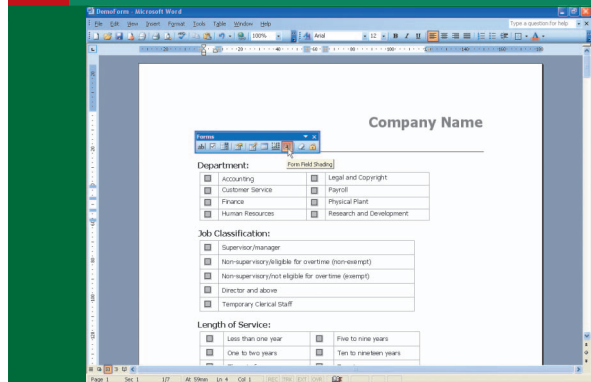 DemoForm - Microsoft Word
File Edit View Insert Format Tools Table Window Help Type a question for help
100% Arial 12 B I U
Company Name
Forms
ab
Form Field Shading
Department:
Accounting Legal and Copyright
Customer Service Payroll
Finance Physical Plant
Human Resources Research and Development
Job Classification:
Supervisor/manager
Non-supervisory/eligible for overtime (non-exempt)
Non-supervisory/not eligible for overtime (exempt)
Director and above
Temporary Clerical Staff
Length of Service:
Less than one year Five to nine years
One to two years Ten to nineteen years
Page 1 Sec 1 1/7 At 59mm Ln 4 Col 1 REC TRK EXT OVR